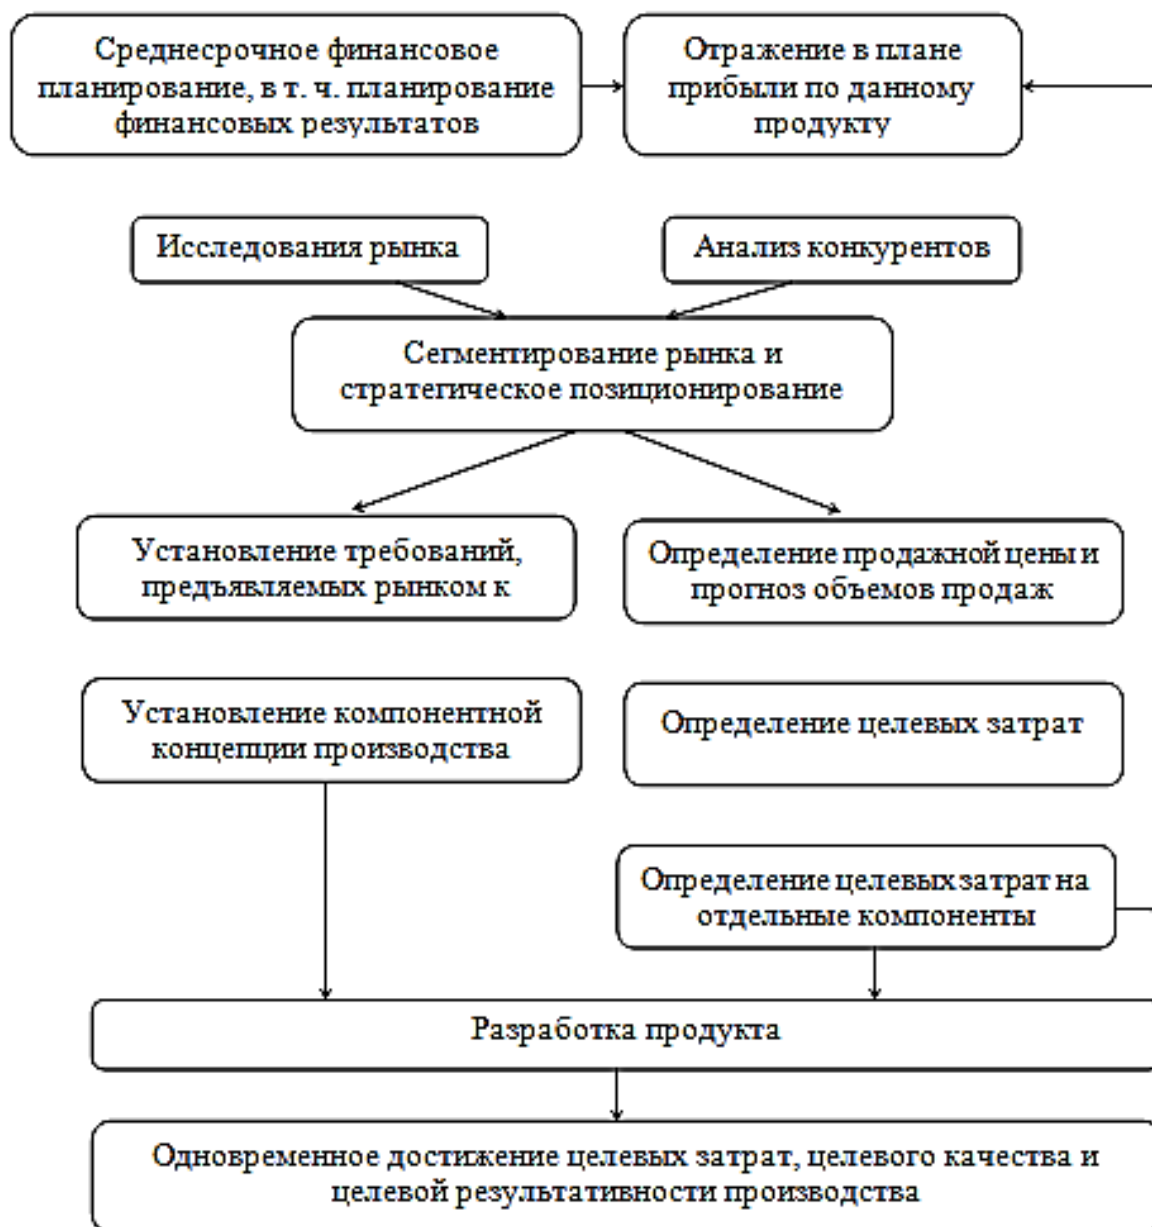 Среднесрочное финансовое
планирование, в т. ч. планирование
финансовых результатов
Отражение в плане
прибыли по данному
продукту
Исследования рынка
Анализ конкурентов
Сегментирование рынка и
стратегическое позиционирование
Установление требований,
предъявляемых рынком к
Определение продажной цены и
прогноз объемов продаж
Установление компонентной
концепции производства
Определение целевых затрат
Определение целевых затрат на
отдельные компоненты
Разработка продукта
Одновременное достижение целевых затрат, целевого качества и
целевой результативности производства